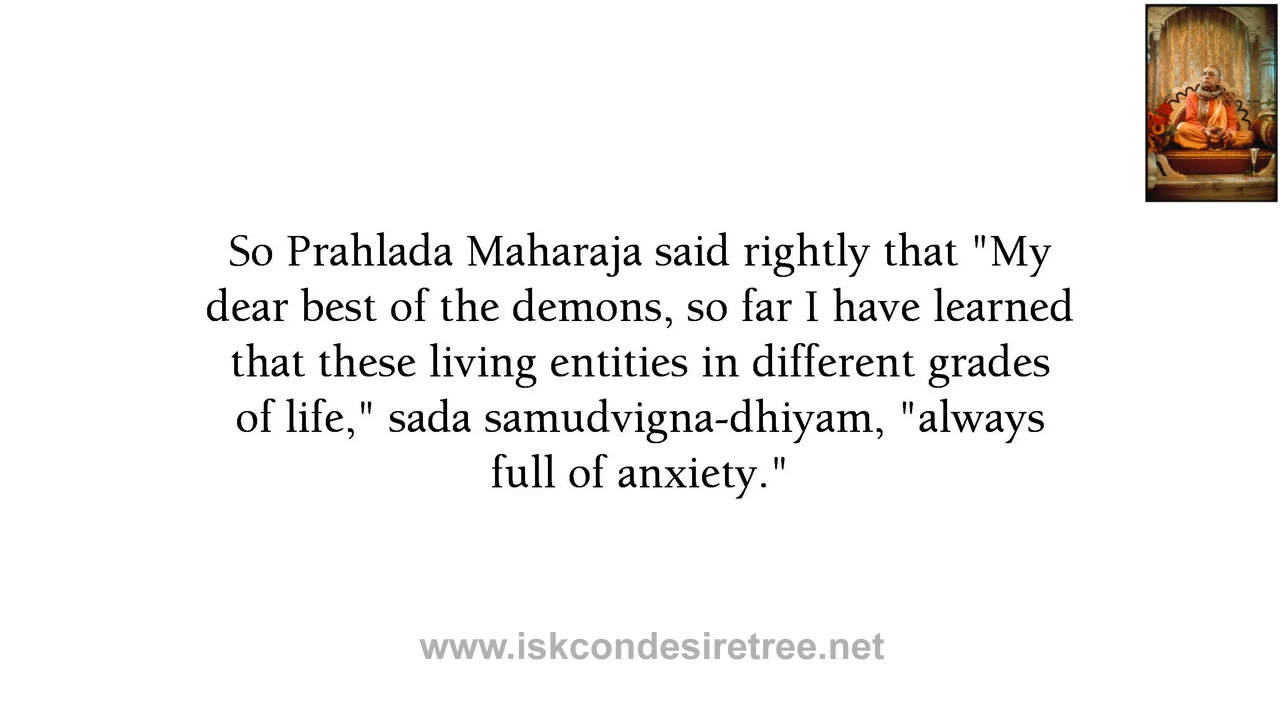 So Prahlada Maharaja said rightly that "My
dear best of the demons, so far I have learned
that these living entities in different grades
of life," sada samudvigna-dhiyam, "always
full of anxiety."
www.iskcondesiretree.net